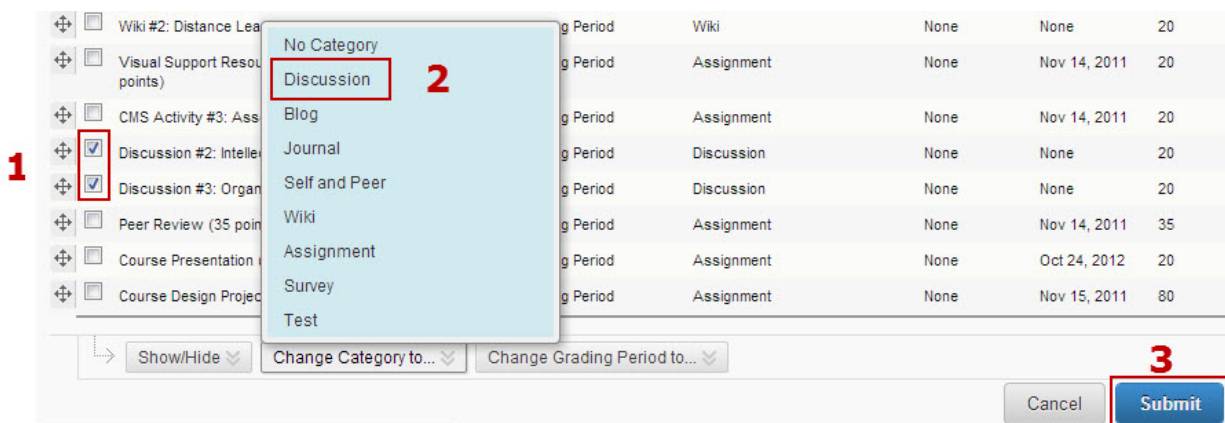 Wiki #2: Distance Lea g Period Wiki None None 20
No Category
Visual Support Resou g Period Assignment None Nov 14, 2011 20
points)
Discussion 2
CMS Activity #3: Ass g Period Assignment None Nov 14, 2011 20
Blog
1
Discussion #2: Intelle g Period Discussion None None 20
Journal
Discussion #3: Organ g Period Discussion None None 20
Self and Peer
Peer Review (35 poin g Period Assignment None Nov 14, 2011 35
Wiki
Course Presentation g Period Assignment None Oct 24, 2012 20
Assignment
Course Design Projec g Period Assignment None Nov 15, 2011 80
Survey
Test
Show/Hide Change Category to... Change Grading Period to...
3
Cancel Submit